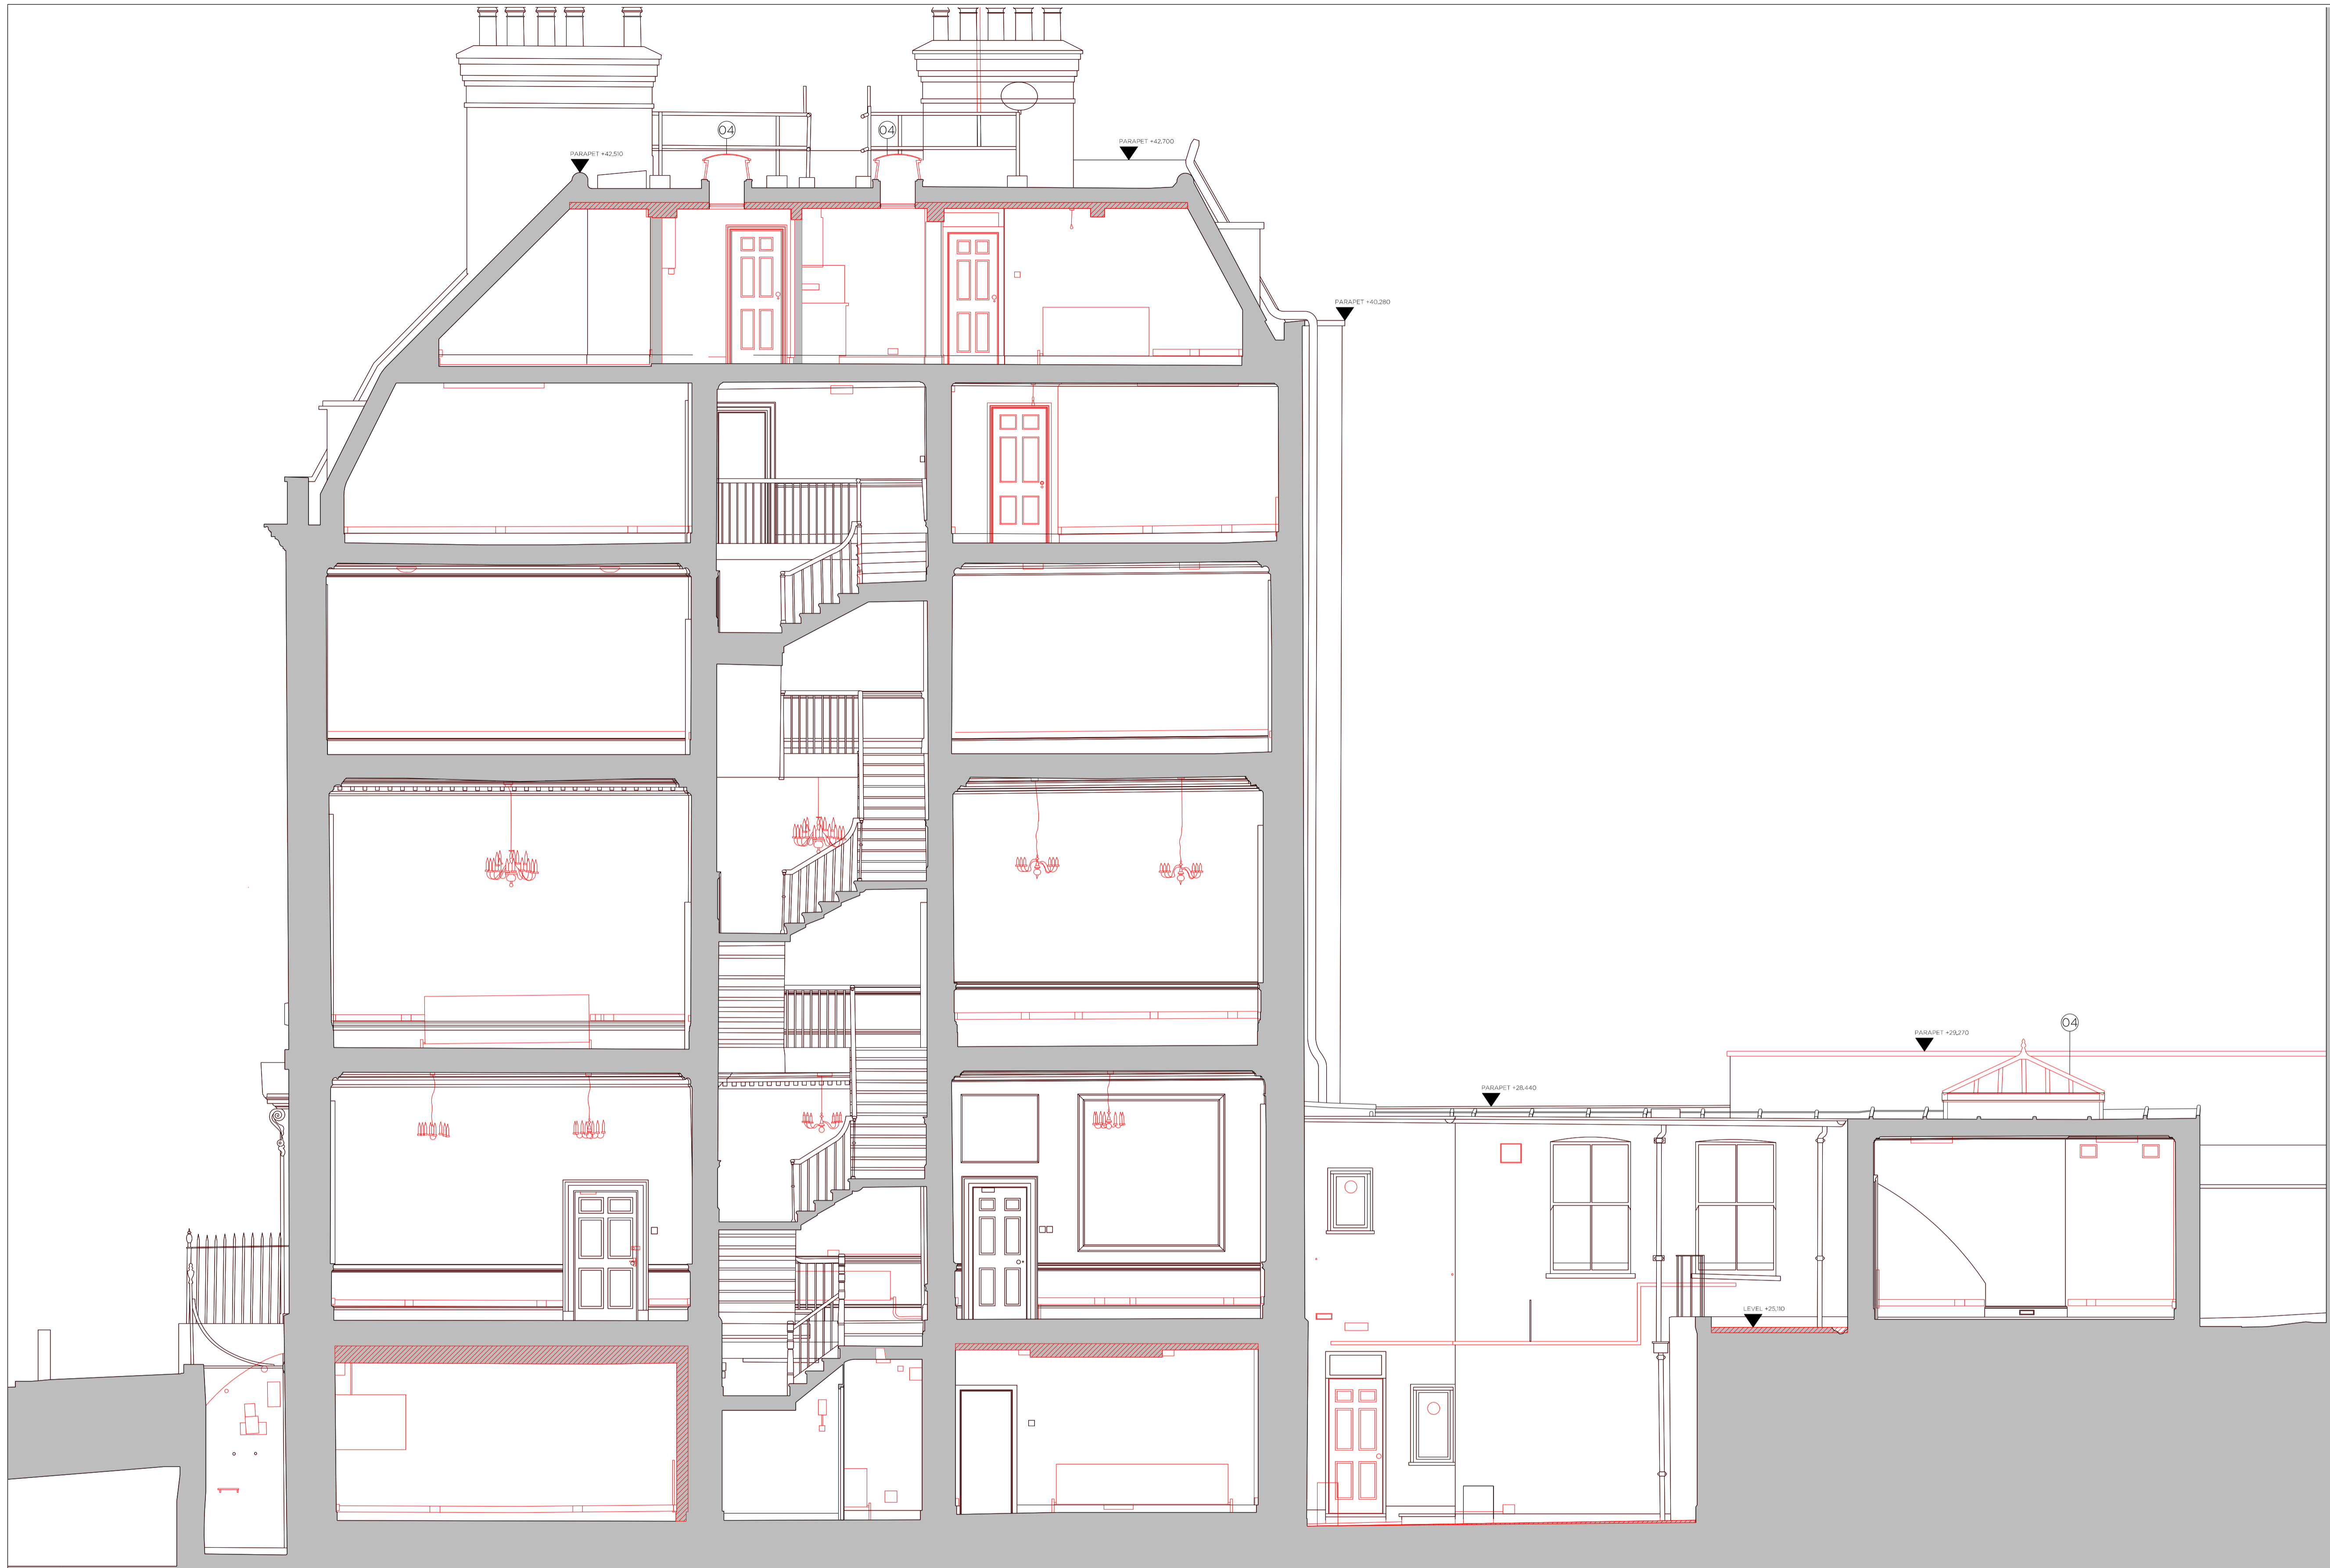 04
04
PARAPET +42,510
PARAPET +42,700
PARAPET +40,280
04
PARAPET +29,270
PARAPET +28,440
LEVEL +25,110